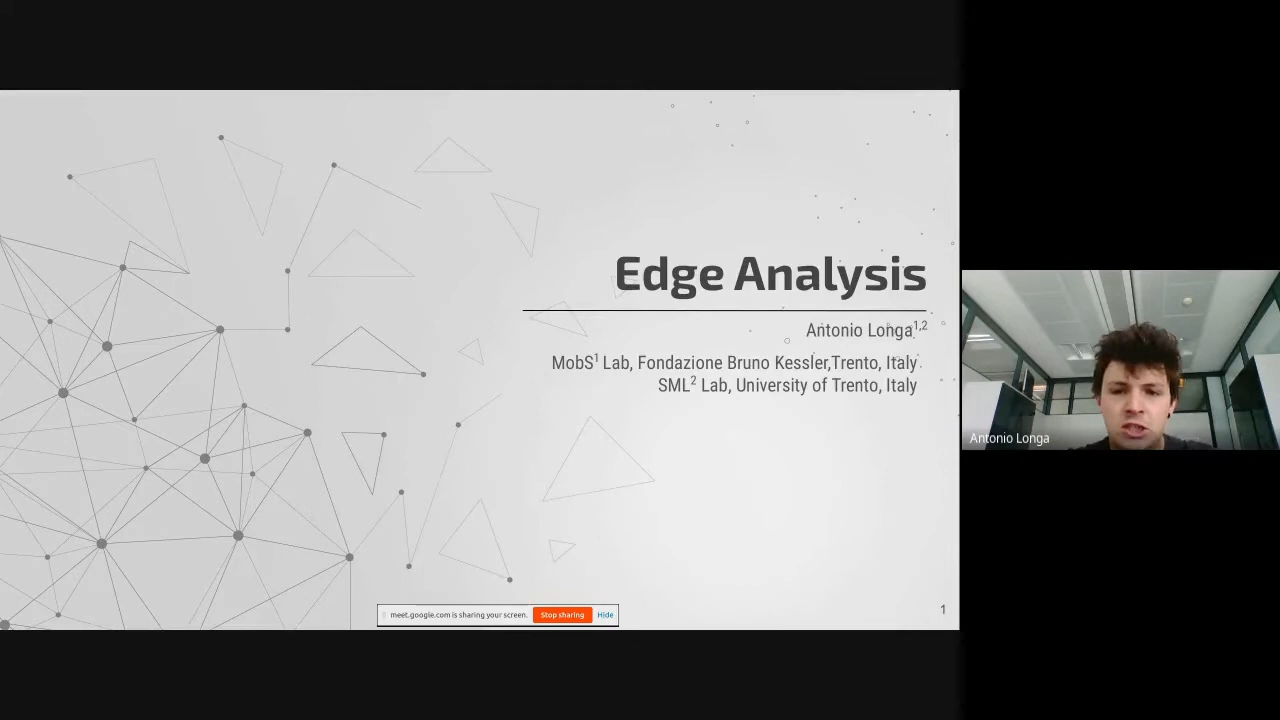 Edge Analysis
Antonio Longa1,2
MobS1 Lab, Fondazione Bruno Kessler,Trento, Italy
SML2 Lab, University of Trento, Italy
Antonio Longa
meet.google.com is sharing your screen. Stop sharing Hide
1